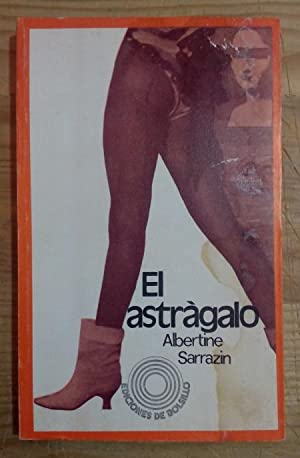 El
astràgalo
Albertine
Sarrazin
EDICIONES DE BOLSILLO